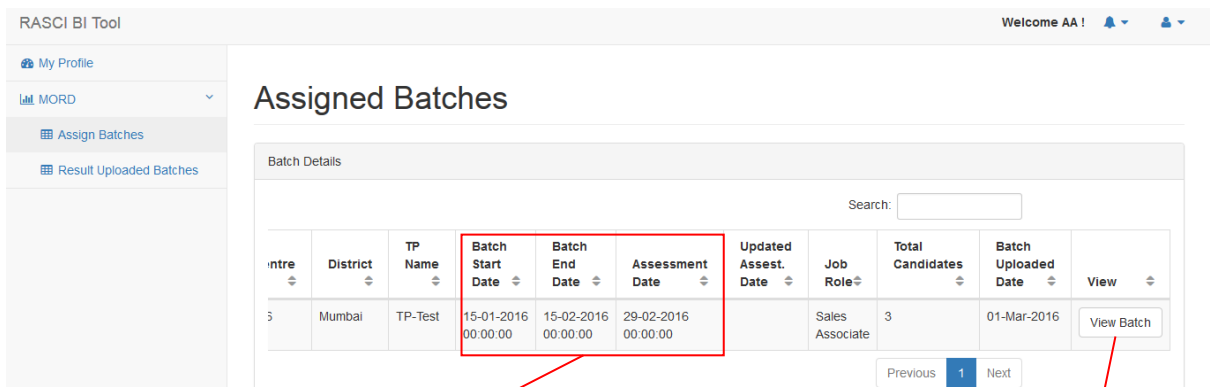 RASCI BI Tool
Welcome AA !
My Profile
MORD
Assign Batches
Result Uploaded Batches
Assigned Batches
Batch Details
Search:
entre District TP Name Batch Start Date Batch End Date Assessment Date Updated Assest. Date Job Role Total Candidates Batch Uploaded Date View
Mumbai TP-Test 15-01-2016 00:00:00 15-02-2016 00:00:00 29-02-2016 00:00:00 Sales Associate 3 01-Mar-2016 View Batch
Previous 1 Next